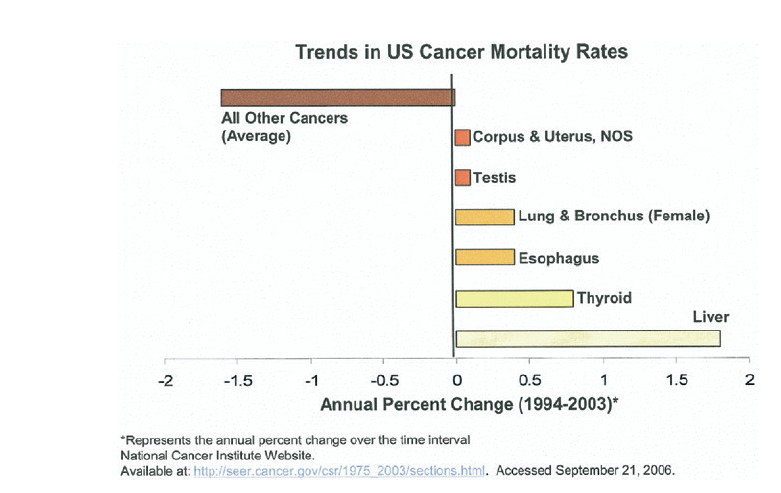 Trends in US Cancer Mortality Rates
All Other Cancers
(Average)
Corpus & Uterus, NOS
Testis
Lung & Bronchus (Female)
Esophagus
Thyroid
Liver
-2 -1.5 -1 -0.5 0 0.5 1 1.5 2
Annual Percent Change (1994-2003)*
*Represents the annual percent change over the time interval
National Cancer Institute Website.
Available at: http://seer.cancer.gov/csr/1975_2003/sections.html. Accessed September 21, 2006.